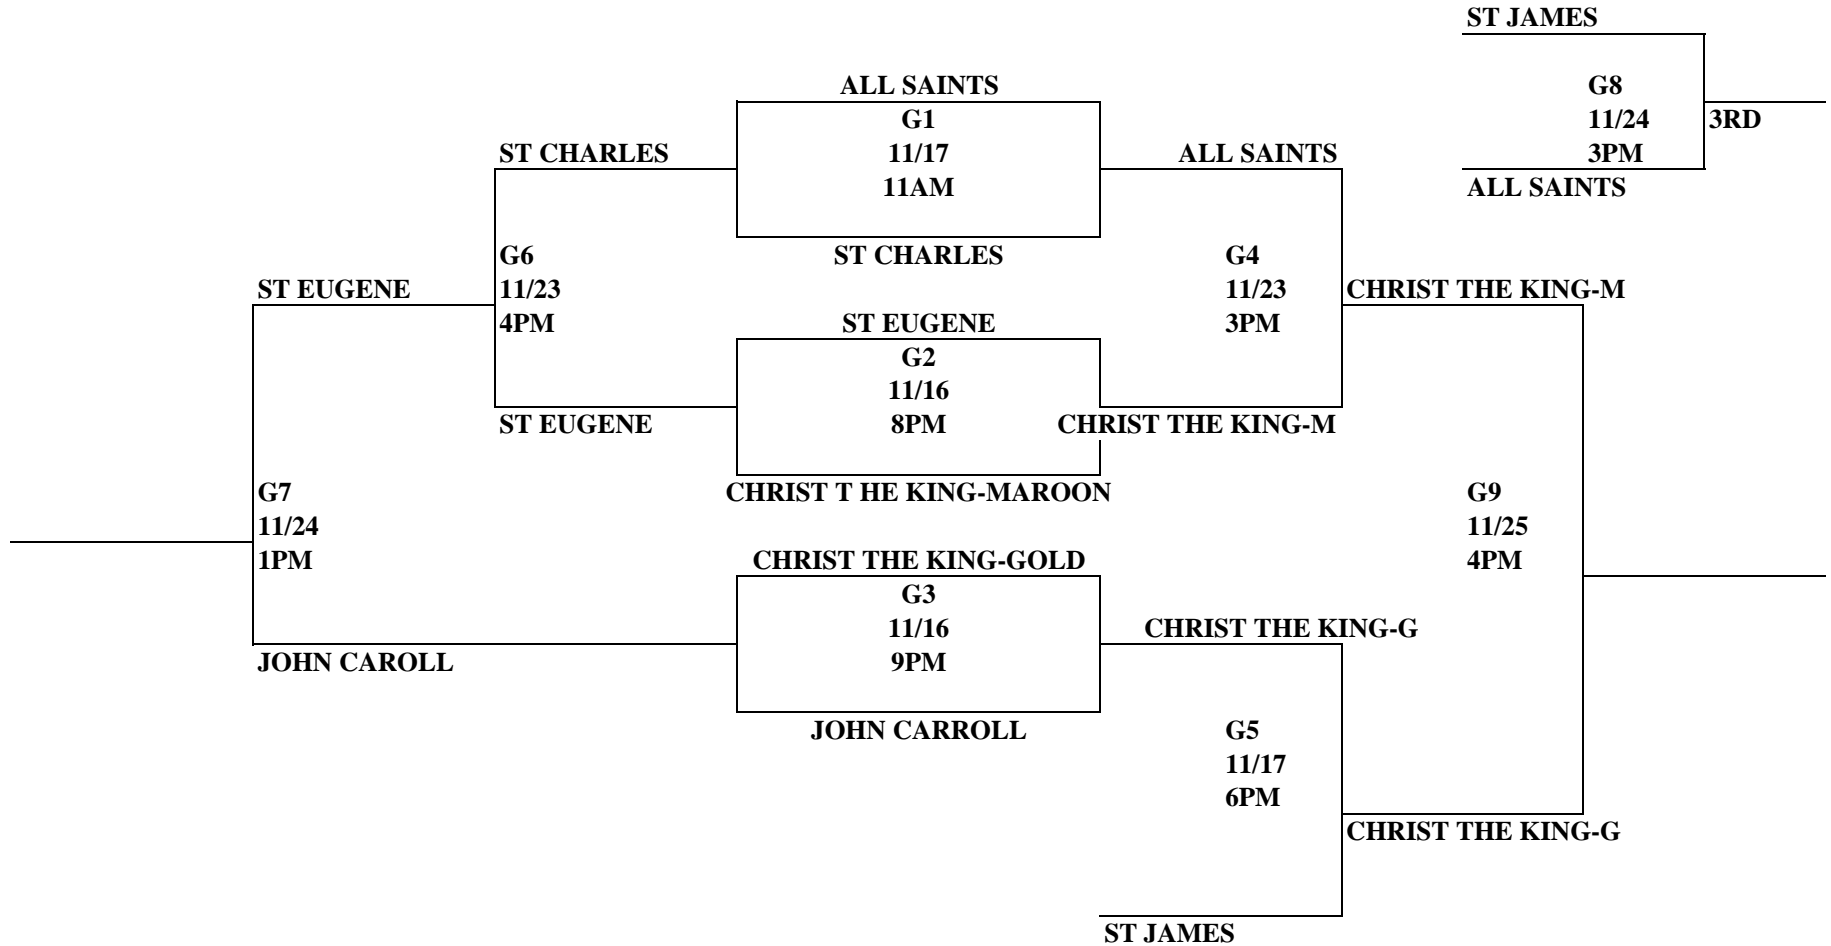 ST JAMES
ALL SAINTS
G8
G1
11/24
3RD
ST CHARLES
11/17
ALL SAINTS
3PM
11AM
ALL SAINTS
G6
ST CHARLES
G4
ST EUGENE
11/23
11/23
CHRIST THE KING-M
4PM
ST EUGENE
3PM
G2
11/16
ST EUGENE
8PM
CHRIST THE KING-M
G7
CHRIST T HE KING-MAROON
G9
11/24
11/25
1PM
CHRIST THE KING-GOLD
4PM
G3
11/16
CHRIST THE KING-G
JOHN CAROLL
9PM
JOHN CARROLL
G5
11/17
6PM
CHRIST THE KING-G
ST JAMES